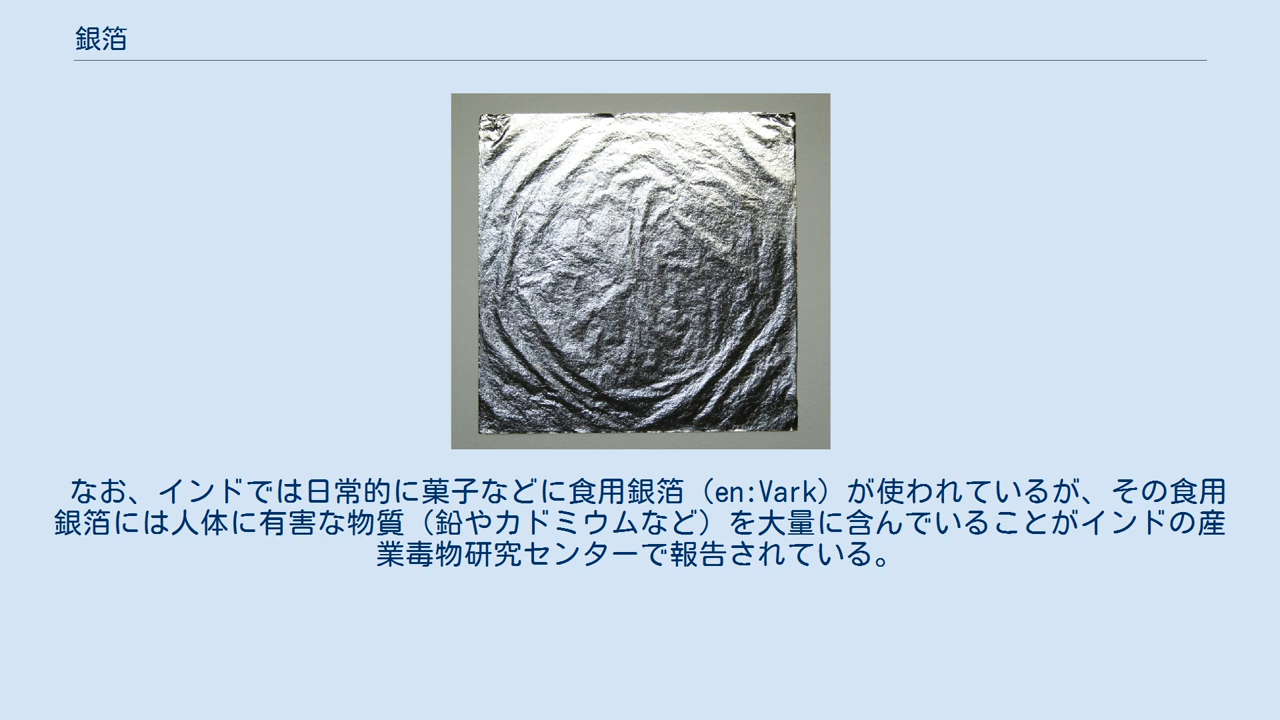 銀箔
なお、インドでは日常的に菓子などに食用銀箔（en:Vark）が使われているが、その食用
銀箔には人体に有害な物質（鉛やカドミウムなど）を大量に含んでいることがインドの産
業毒物研究センターで報告されている。